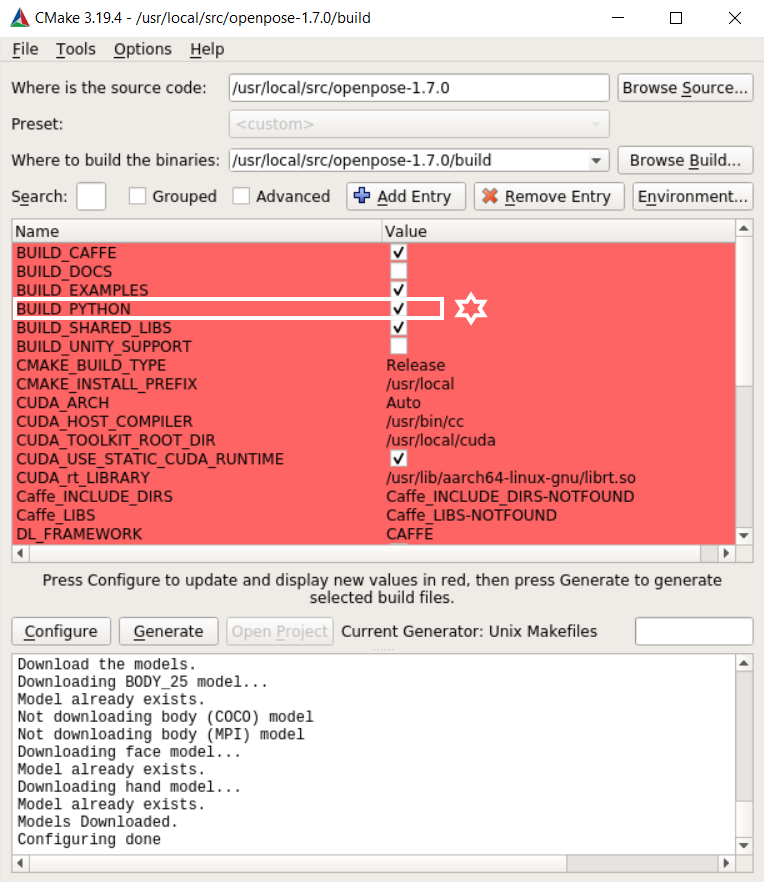 CMake 3.19.4 - /usr/local/src/openpose-1.7.0/build
File Tools Options Help
Where is the source code: /usr/local/src/openpose-1.7.0 Browse Source...
Preset: <custom>
Where to build the binaries: /usr/local/src/openpose-1.7.0/build Browse Build...
Search: Grouped Advanced Add Entry Remove Entry Environment...
Name Value
BUILD_CAFFE
BUILD_DOCS
BUILD_EXAMPLES
BUILD_PYTHON
BUILD_SHARED_LIBS
BUILD_UNITY_SUPPORT
CMAKE_BUILD_TYPE Release
CMAKE_INSTALL_PREFIX /usr/local
CUDA_ARCH Auto
CUDA_HOST_COMPILER /usr/bin/cc
CUDA_TOOLKIT_ROOT_DIR /usr/local/cuda
CUDA_USE_STATIC_CUDA_RUNTIME
CUDA_rt_LIBRARY /usr/lib/aarch64-linux-gnu/librt.so
Caffe_INCLUDE_DIRS Caffe_INCLUDE_DIRS-NOTFOUND
Caffe_LIBS Caffe_LIBS-NOTFOUND
DL_FRAMEWORK CAFFE
Press Configure to update and display new values in red, then press Generate to generate
selected build files.
Configure Generate Open Project Current Generator: Unix Makefiles
Download the models.
Downloading BODY_25 model...
Model already exists.
Not downloading body (COCO) model
Not downloading body (MPI) model
Downloading face model...
Model already exists.
Downloading hand model...
Model already exists.
Models Downloaded.
Configuring done